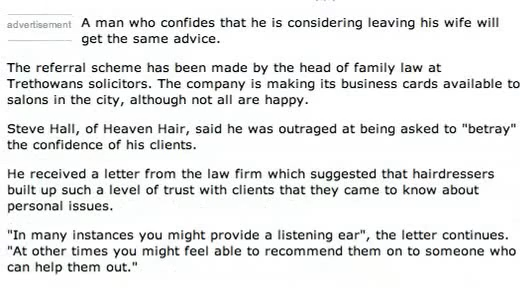 advertisement
A man who confides that he is considering leaving his wife will
get the same advice.
The referral scheme has been made by the head of family law at
Trethowans solicitors. The company is making its business cards available to
salons in the city, although not all are happy.
Steve Hall, of Heaven Hair, said he was outraged at being asked to "betray"
the confidence of his clients.
He received a letter from the law firm which suggested that hairdressers
built up such a level of trust with clients that they came to know about
personal issues.
"In many instances you might provide a listening ear", the letter continues.
"At other times you might feel able to recommend them on to someone who
can help them out."